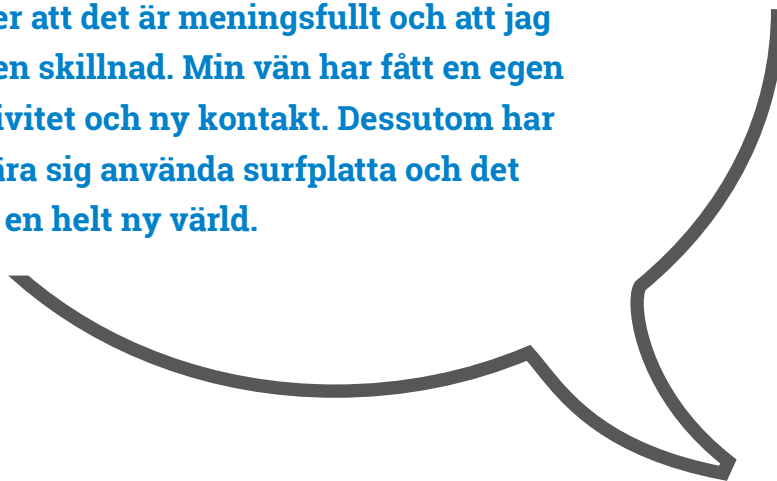 er att det är meningsfullt och att jag
en skillnad. Min vän har fått en egen
ivitet och ny kontakt. Dessutom har
ära sig använda surfplatta och det
en helt ny värld.